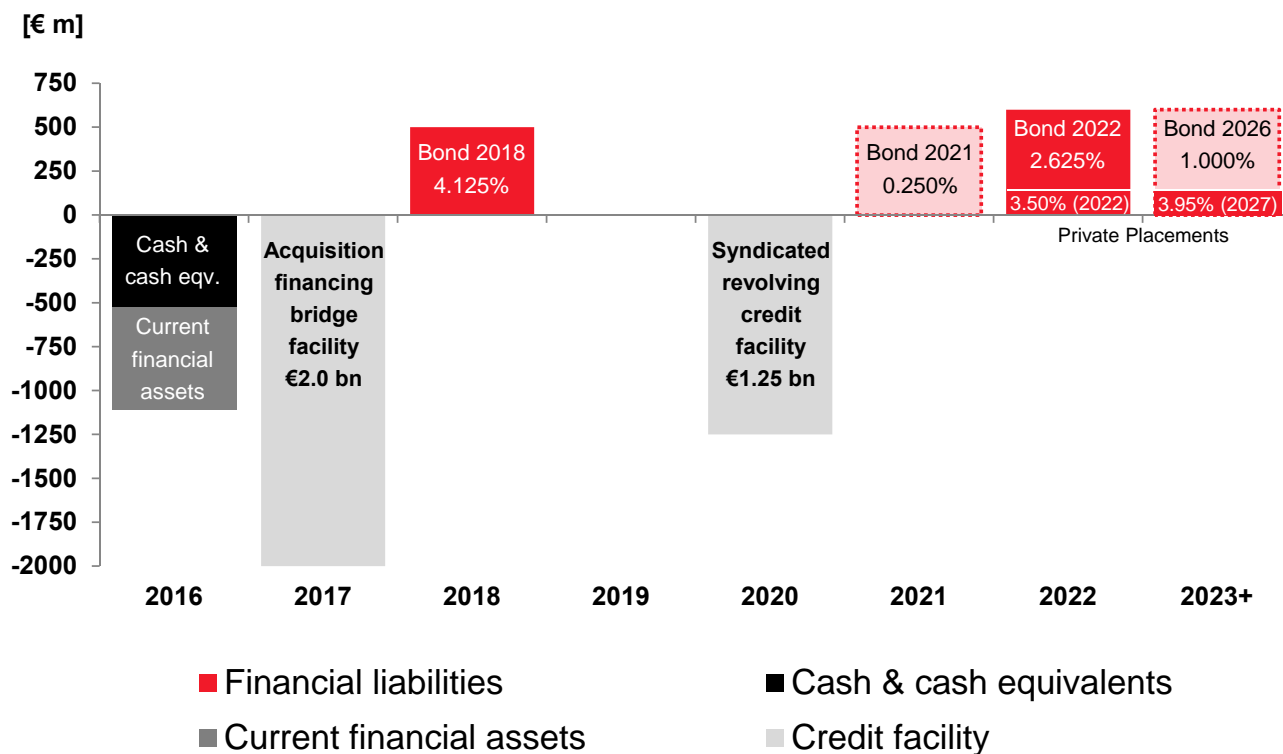 [€ m]
750
500
250
0
-250
-500
-750
-1000
-1250
-1500
-1750
-2000
Cash &
cash eqv.
Current
financial
assets
Acquisition
financing
bridge
facility
€2.0 bn
Bond 2018
4.125%
Syndicated
revolving
credit
facility
€1.25 bn
Bond 2021
0.250%
Bond 2022
2.625%
3.50% (2022)
Bond 2026
1.000%
3.95% (2027)
Private Placements
2016 2017 2018 2019 2020 2021 2022 2023+
Financial liabilities
Cash & cash equivalents
Current financial assets
Credit facility